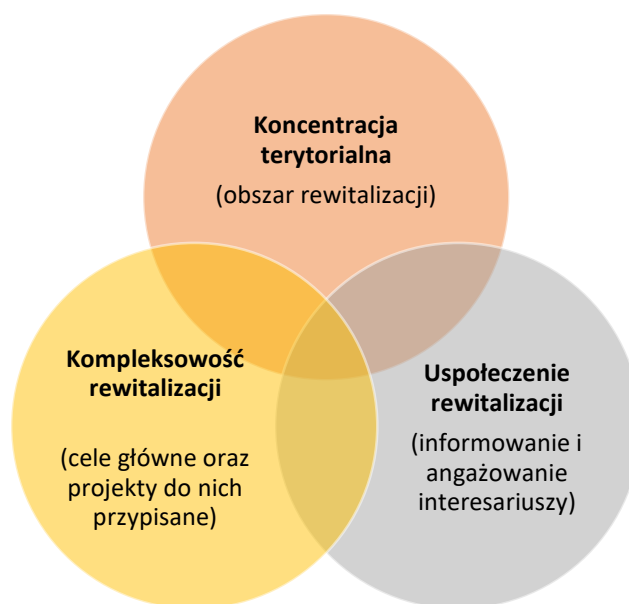 Koncentracja
terytorialna
(obszar rewitalizacji)
Kompleksowość
rewitalizacji
(cele główne oraz
projekty do nich
przypisane)
Uspołeczenie
rewitalizacji
(informowanie i
angażowanie
interesariuszy)